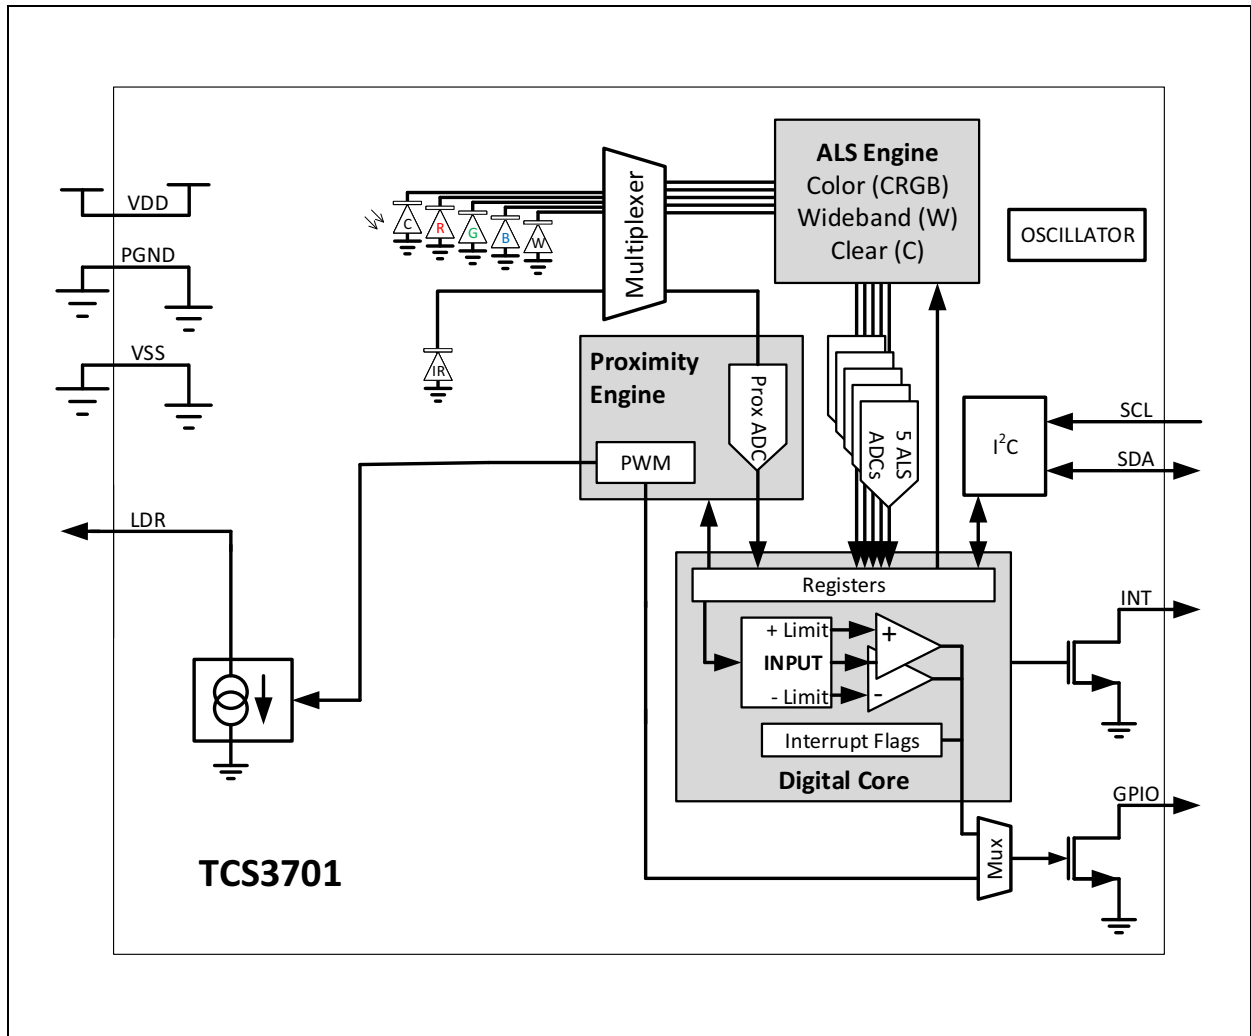 ALS Engine
Color (CRGB)
Wideband (W)
Clear (C)
Multiplexer
VDD
C
R
G
B
W
OSCILLATOR
PGND
VSS
IR
Proximity
Engine
Prox ADC
5 ALS
ADCs
PWM
I²C
SCL
SDA
LDR
Registers
INT
+ Limit
+
INPUT
- Limit
-
Interrupt Flags
Digital Core
GPIO
Mux
TCS3701